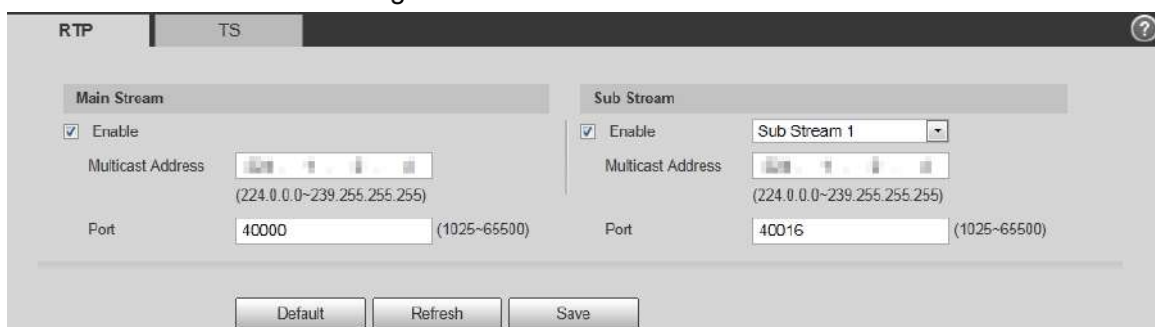 RTP TS
Main Stream
Enable
Multicast Address
(224.0.0.0~239.255.255.255)
Port 40000 (1025~65500)
Sub Stream
Enable Sub Stream 1
Multicast Address
(224.0.0.0~239.255.255.255)
Port 40016 (1025~65500)
Default Refresh Save